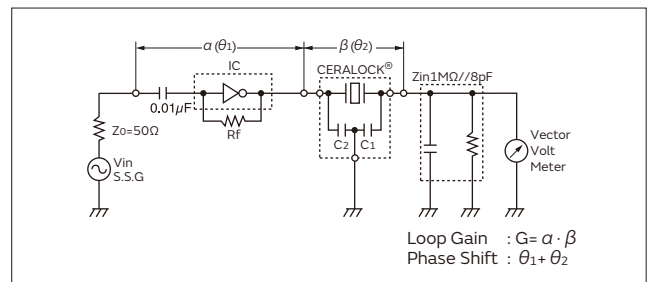 α (θ₁)
β (θ₂)
IC
CERALOCK®
Zin1MΩ//8pF
0.01μF
Z₀=50Ω
Rf
C₂ C₁
Vector
Volt
Meter
Vin
S.S.G
Loop Gain : G= α · β
Phase Shift : θ₁+ θ₂